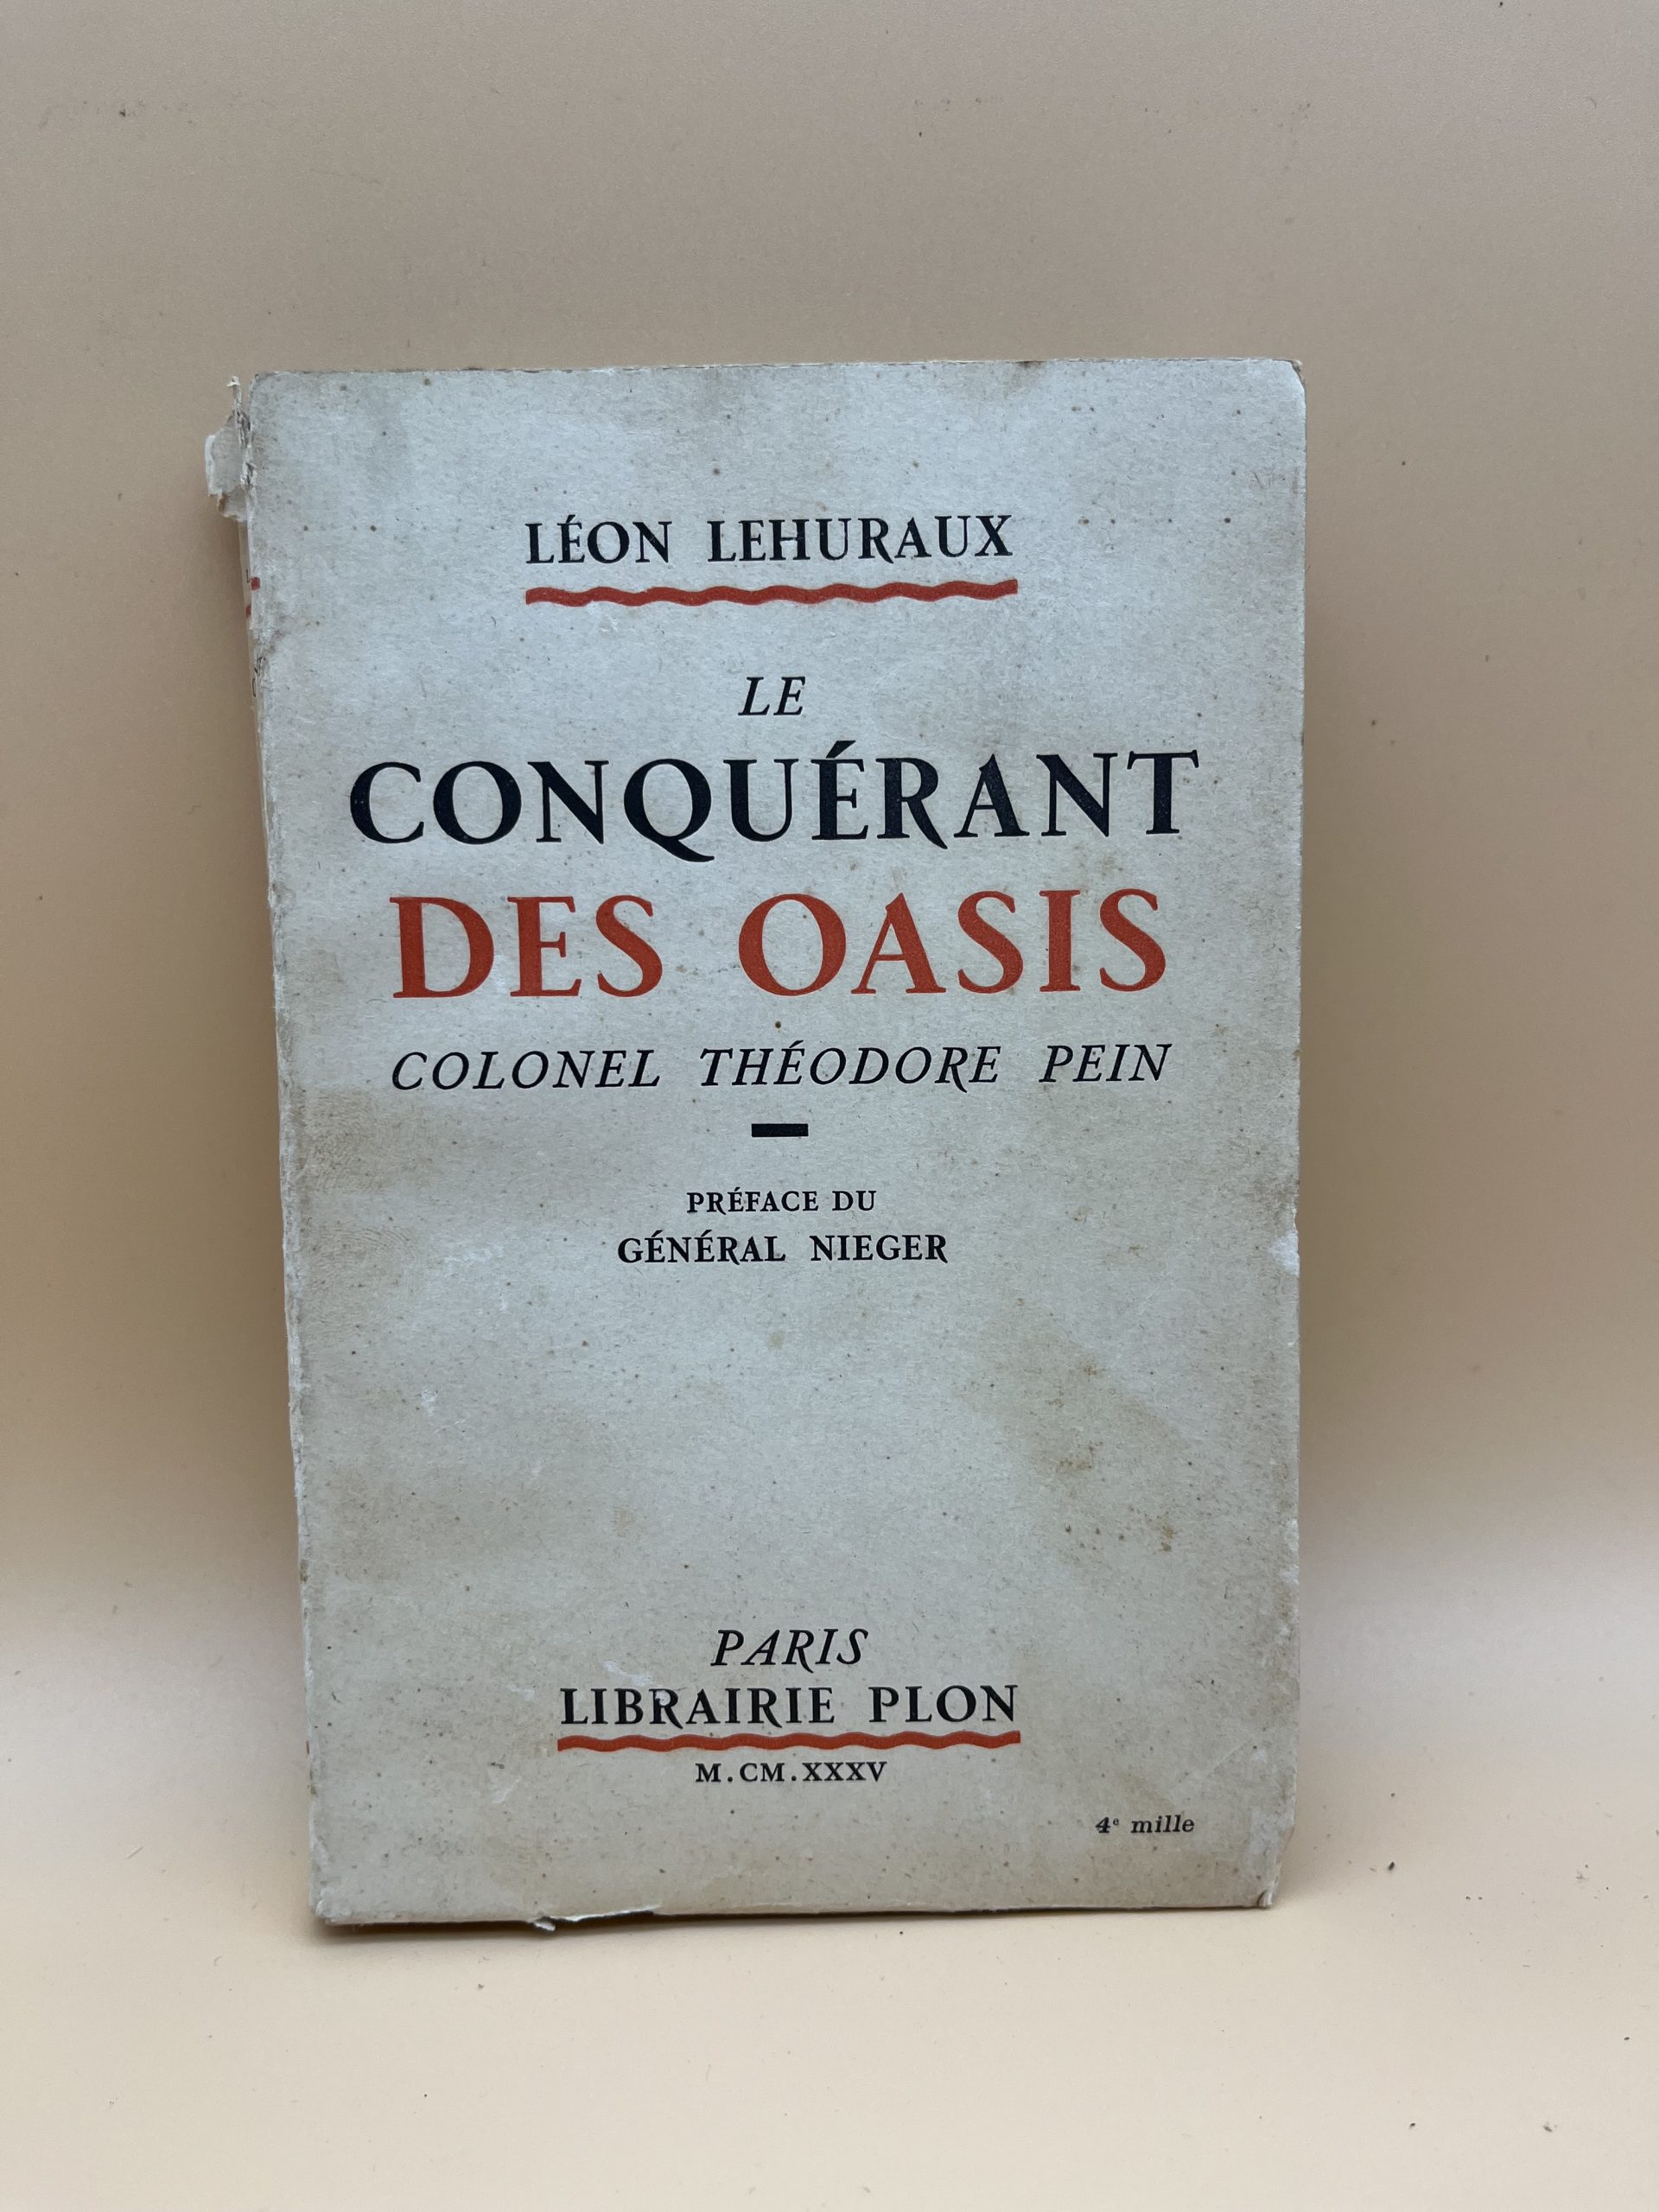 LÉON LEHURAUX
LE
CONQUÉRANT
DES OASIS
COLONEL THÉODORE PEIN
PRÉFACE DU
GÉNÉRAL NIEGER
PARIS
LIBRAIRIE PLON
M.CM.XXXV
4e mille